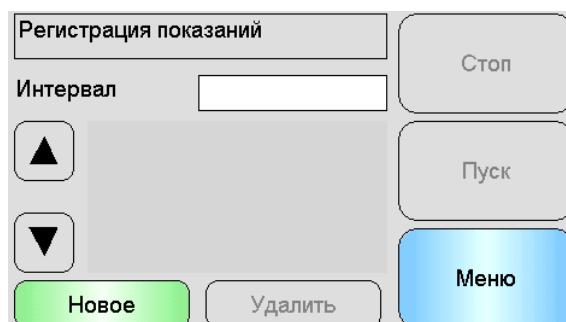 Регистрация показаний
Стоп
Интервал
Пуск
Меню
Новое
Удалить